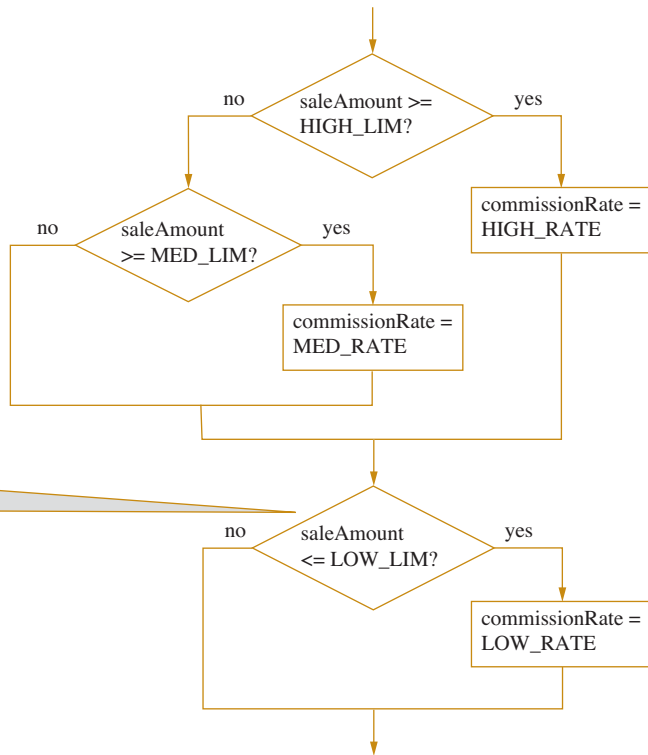 no
saleAmount >=
HIGH_LIM?
yes
no
saleAmount
>= MED_LIM?
yes
commissionRate =
HIGH_RATE
commissionRate =
MED_RATE
no
saleAmount
<= LOW_LIM?
yes
commissionRate =
LOW_RATE